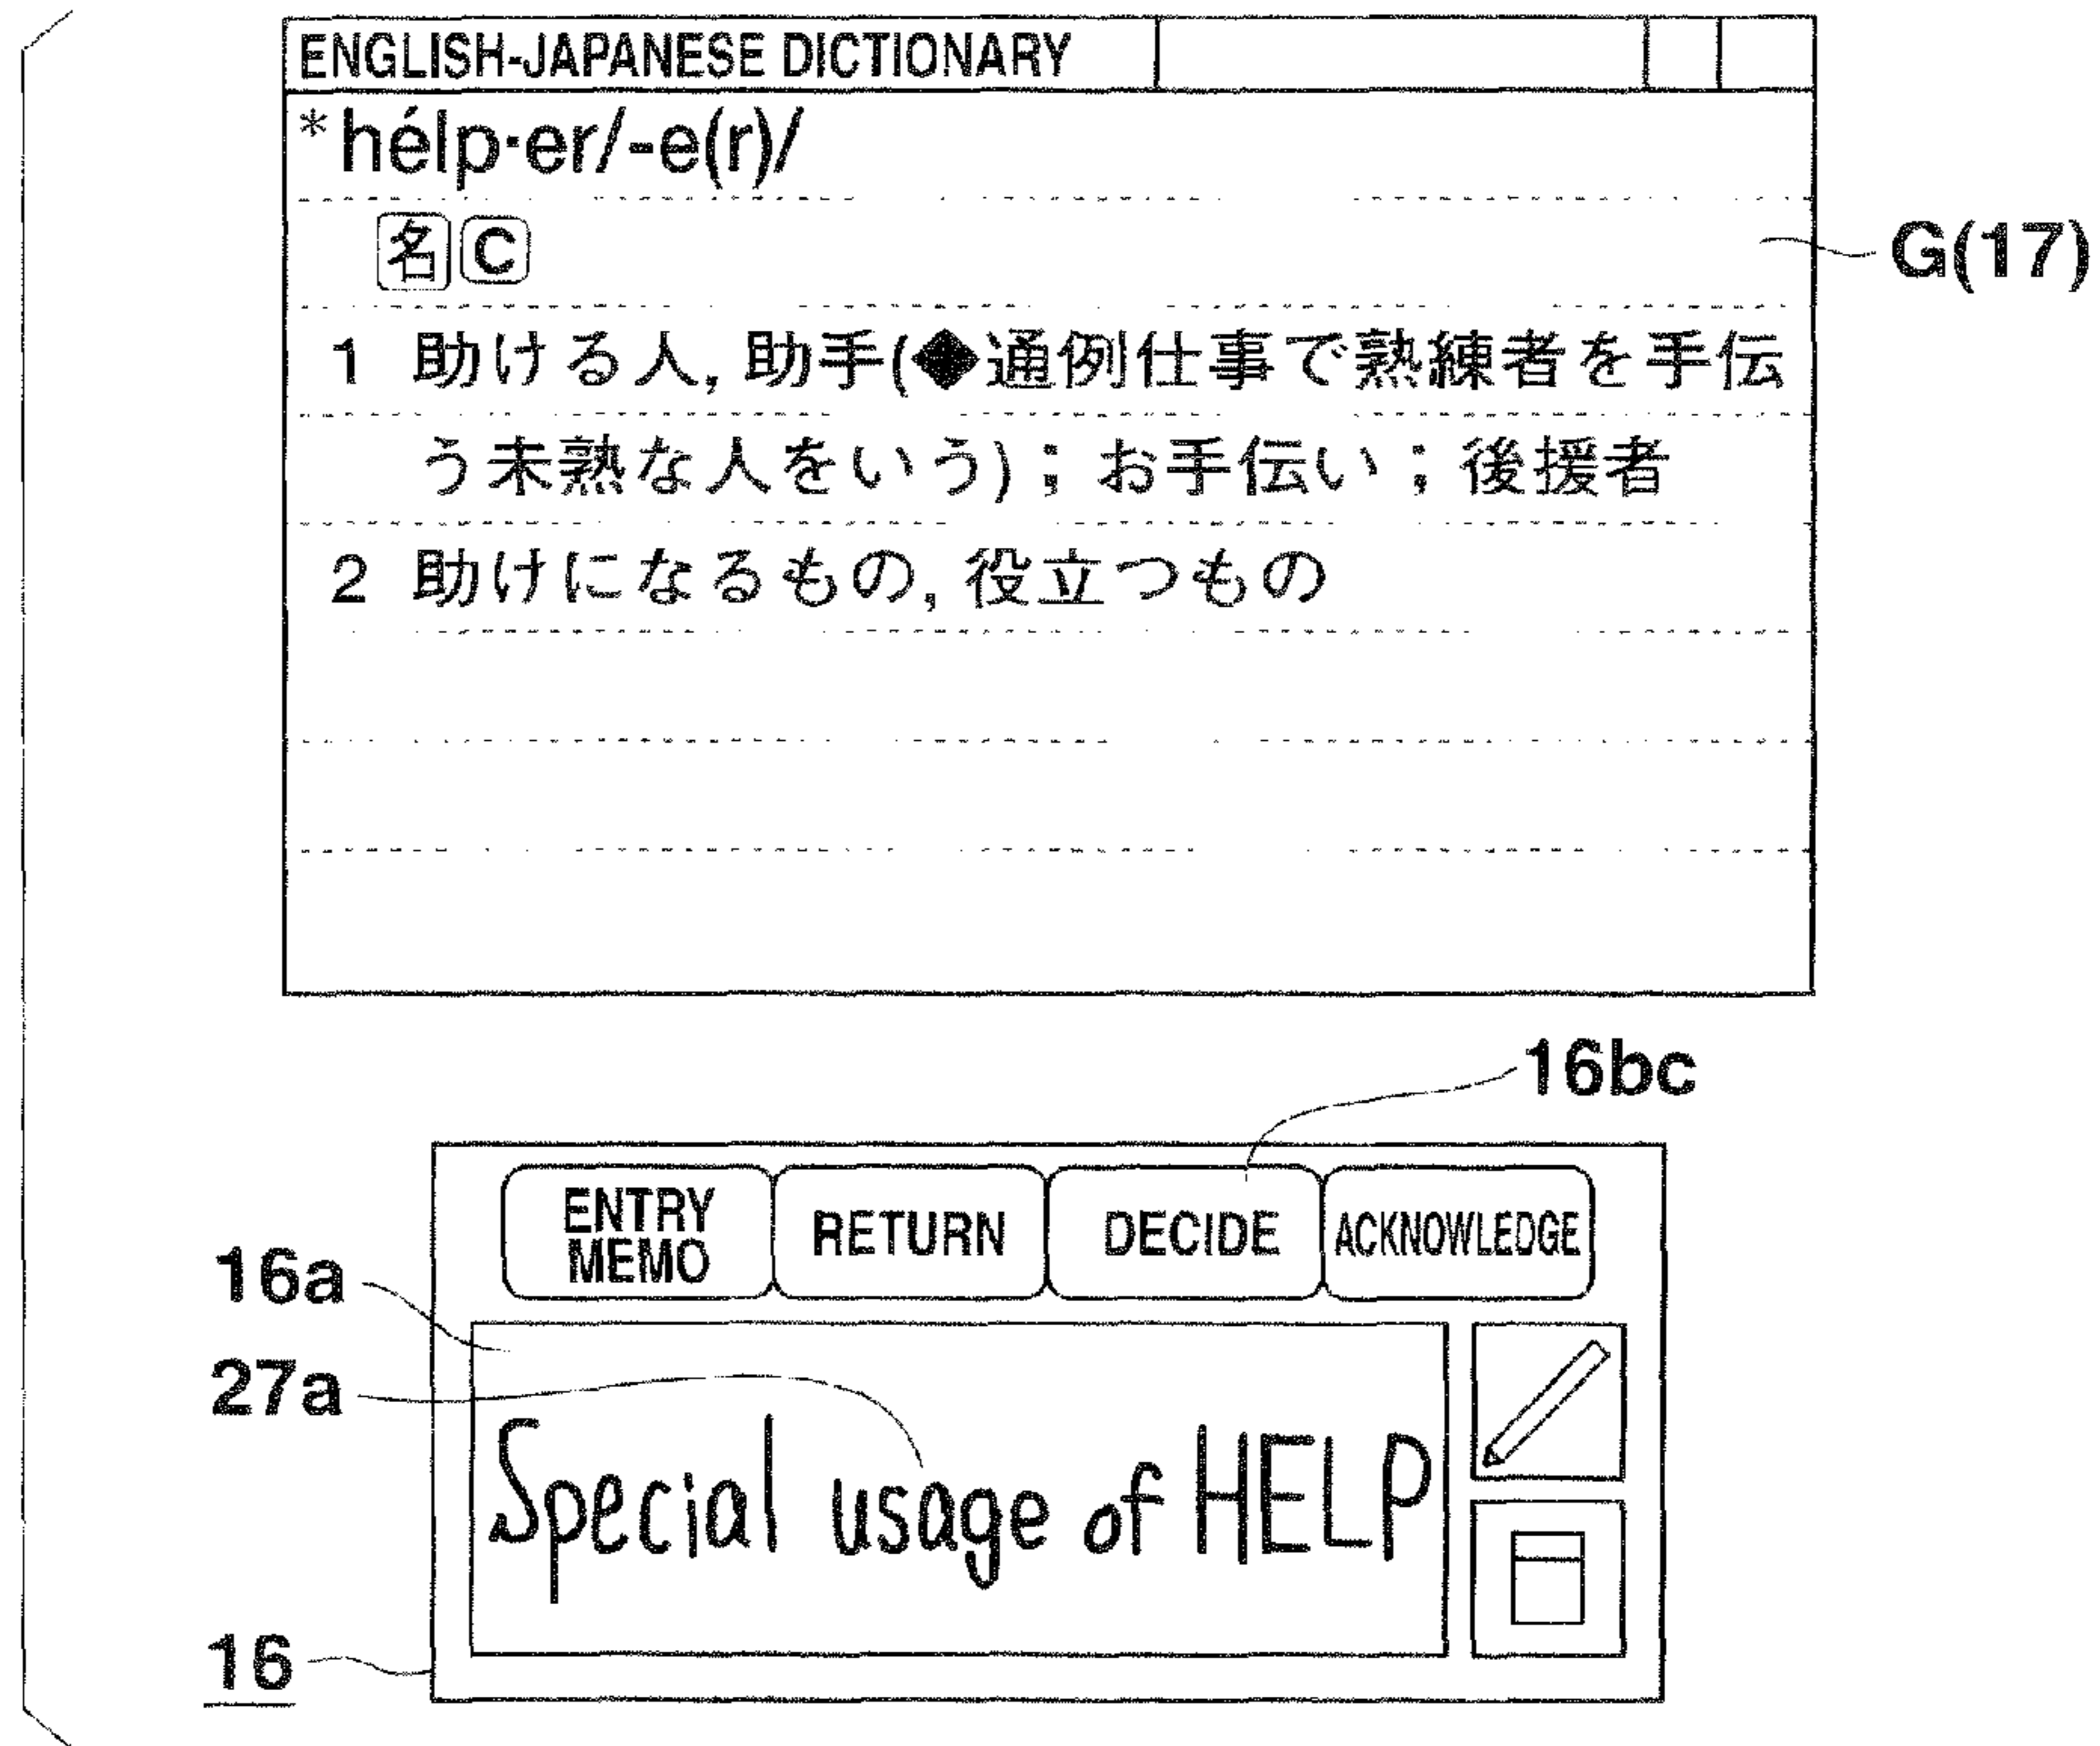 ENGLISH-JAPANESE DICTIONARY
*hélp·er/-e(r)/
名 C
G(17)
1 助ける人, 助手(◆通例仕事で熟練者を手伝
う未熟な人をいう) ; お手伝い ; 後援者
2 助けになるもの, 役立つもの
16bc
ENTRY
MEMO
RETURN
DECIDE
ACKNOWLEDGE
16a
27a
Special usage of HELP
16